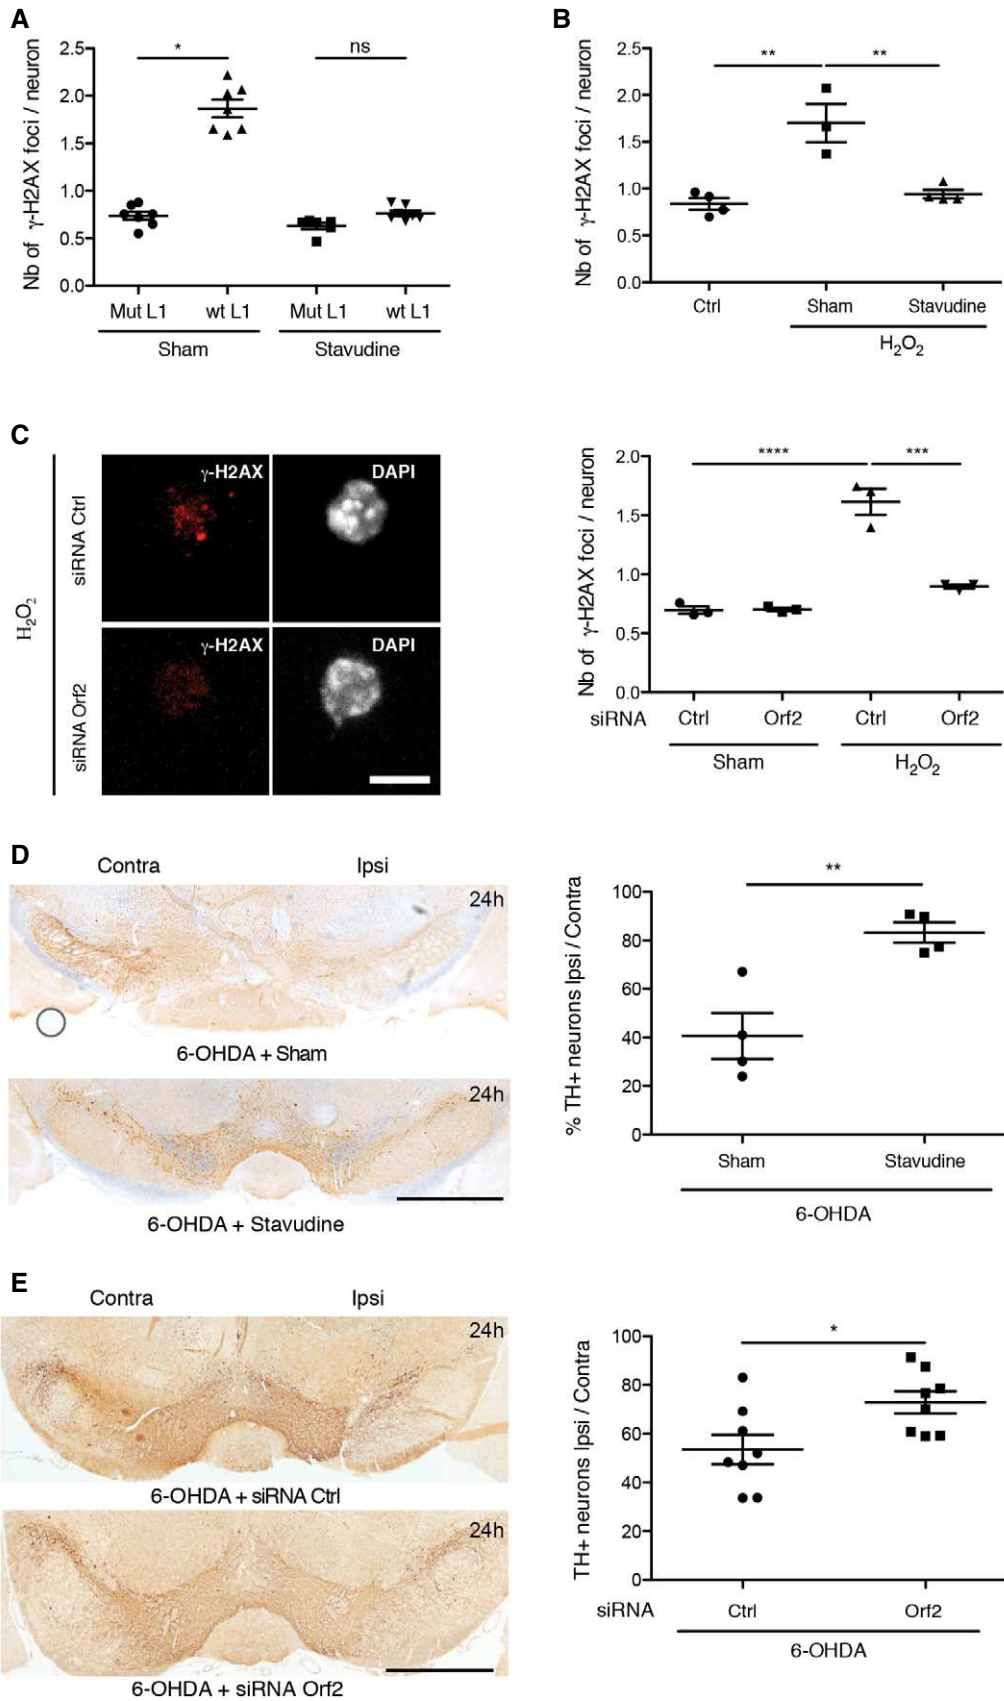 A
Nb of γ-H2AX foci / neuron
2.5
2.0
1.5
1.0
0.5
0.0
*
ns
Mut L1 wt L1 Mut L1 wt L1
Sham Stavudine
B
Nb of γ-H2AX foci / neuron
2.5
2.0
1.5
1.0
0.5
0.0
** **
Ctrl Sham Stavudine
H2O2
C
H2O2
siRNA Ctrl
γ-H2AX DAPI
siRNA Orf2
γ-H2AX DAPI
Nb of γ-H2AX foci / neuron
2.0
1.5
1.0
0.5
0.0
**** ***
siRNA Ctrl Orf2 Ctrl Orf2
Sham H2O2
D
Contra Ipsi
24h
6-OHDA + Sham
24h
6-OHDA + Stavudine
% TH+ neurons Ipsi / Contra
100
80
60
40
20
0
**
Sham Stavudine
6-OHDA
E
Contra Ipsi
24h
6-OHDA + siRNA Ctrl
24h
6-OHDA + siRNA Orf2
TH+ neurons Ipsi / Contra
100
80
60
40
20
0
*
siRNA Ctrl Orf2
6-OHDA